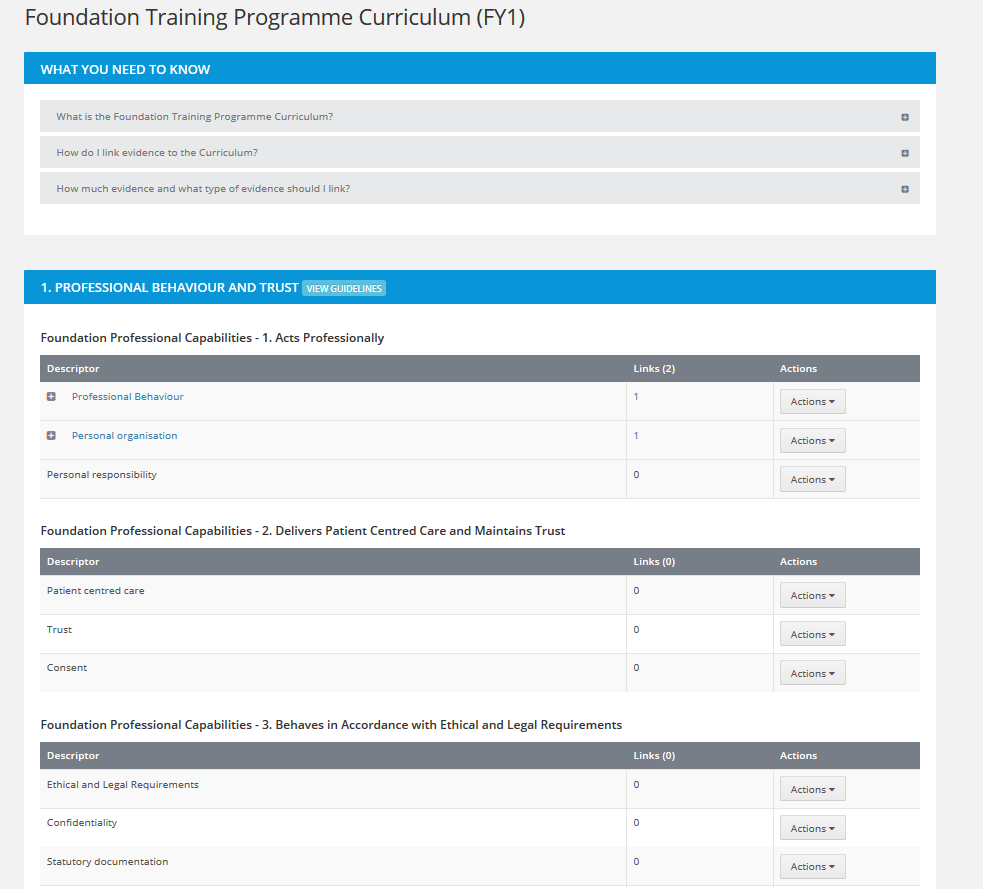 Foundation Training Programme Curriculum (FY1)
WHAT YOU NEED TO KNOW
What is the Foundation Training Programme Curriculum?
How do I link evidence to the Curriculum?
How much evidence and what type of evidence should I link?
1. PROFESSIONAL BEHAVIOUR AND TRUST VIEW GUIDELINES
Foundation Professional Capabilities - 1. Acts Professionally
Descriptor Links (2) Actions
Professional Behaviour 1 Actions
Personal organisation 1 Actions
Personal responsibility 0 Actions
Foundation Professional Capabilities - 2. Delivers Patient Centred Care and Maintains Trust
Descriptor Links (0) Actions
Patient centred care 0 Actions
Trust 0 Actions
Consent 0 Actions
Foundation Professional Capabilities - 3. Behaves in Accordance with Ethical and Legal Requirements
Descriptor Links (0) Actions
Ethical and Legal Requirements 0 Actions
Confidentiality 0 Actions
Statutory documentation 0 Actions